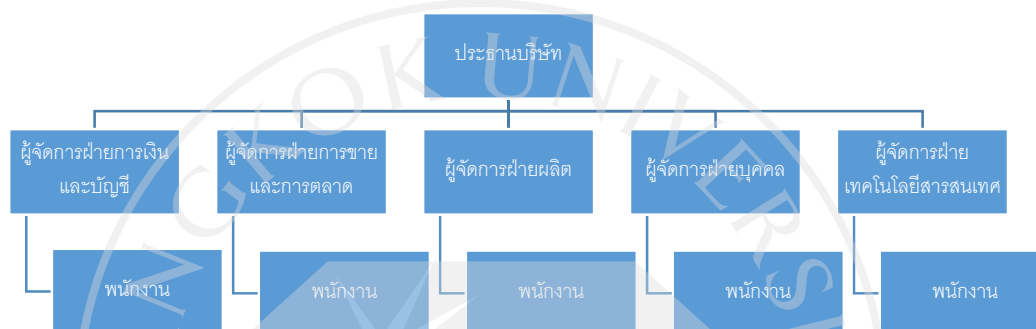 ประธานบริษัท
ผู้จัดการฝ่ายการเงิน
และบัญชี
ผู้จัดการฝ่ายการขาย
และการตลาด
ผู้จัดการฝ่ายผลิต
ผู้จัดการฝ่ายบุคคล
ผู้จัดการฝ่าย
เทคโนโลยีสารสนเทศ
พนักงาน
พนักงาน
พนักงาน
พนักงาน
พนักงาน
NGKOK UNIVERS